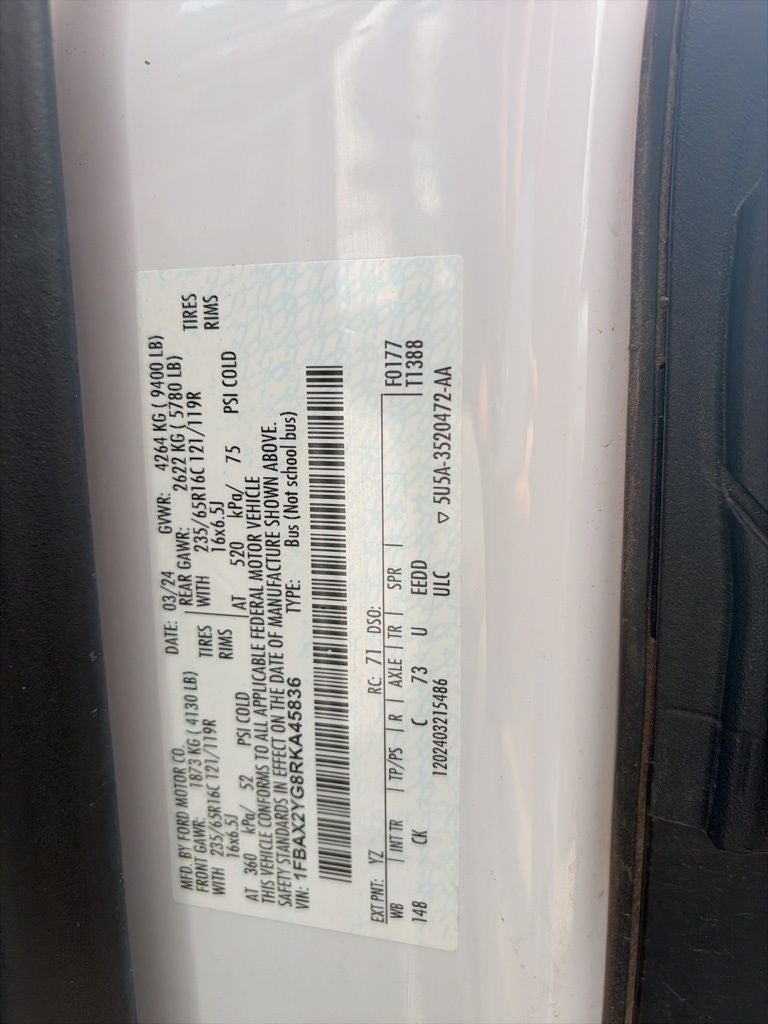 MFD. BY FORD MOTOR CO.
DATE: 03/24 GVWR: 4264 KG ( 9400 LB)
FRONT GAWR: 1873 KG ( 4130 LB)
REAR GAWR: 2622 KG ( 5780 LB)
WITH 235/65R16C 121/119R TIRES
WITH 235/65R16C 121/119R TIRES
16x6.5J RIMS
16x6.5J RIMS
AT 360 kPa/ 52 PSI COLD
AT 520 kPa/ 75 PSI COLD
THIS VEHICLE CONFORMS TO ALL APPLICABLE FEDERAL MOTOR VEHICLE
SAFETY STANDARDS IN EFFECT ON THE DATE OF MANUFACTURE SHOWN ABOVE.
VIN: 1FBAX2YG8RKA45836 TYPE: Bus (Not school bus)
EXT PNT: YZ RC: 71 DSO: F0177
WB INT TR TP/PS R AXLE TR SPR T1388
148 CK C 73 U EEDD
1202403215486 ULC 5U5A-3520472-AA